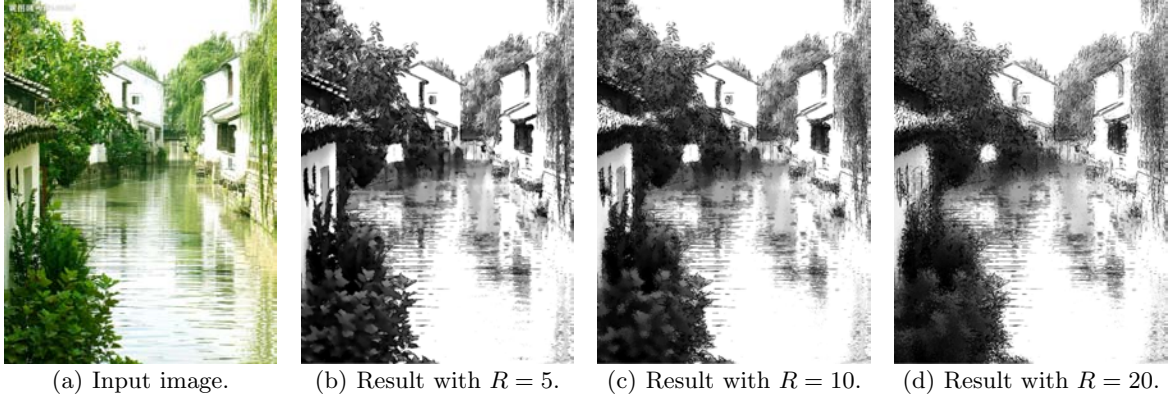 (a) Input image.
(b) Result with R = 5.
(c) Result with R = 10.
(d) Result with R = 20.